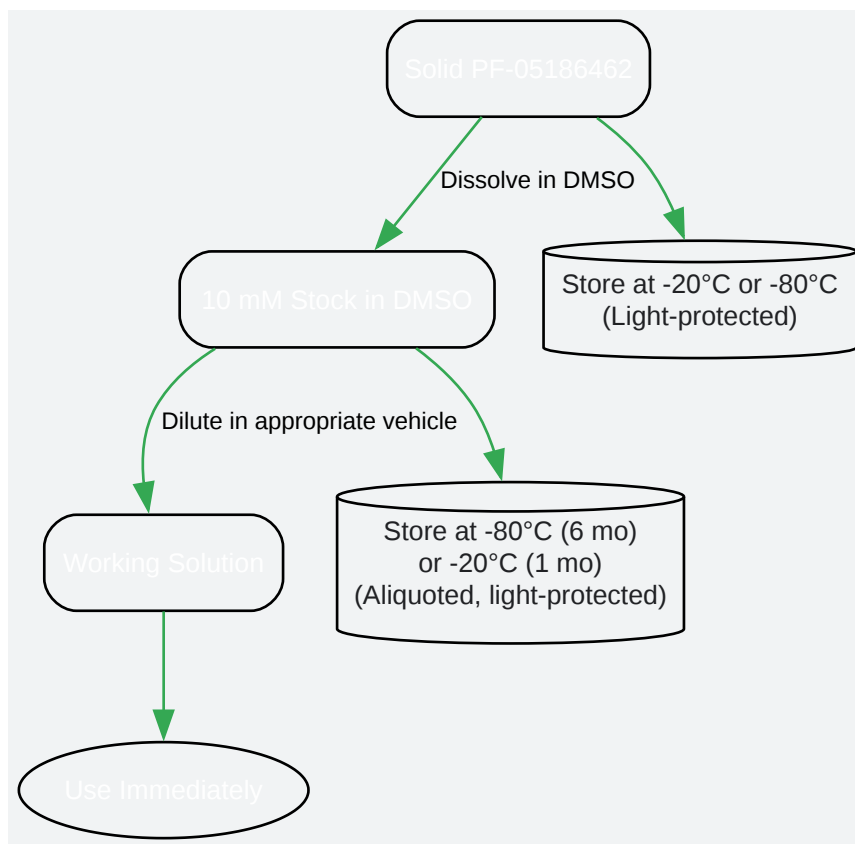 Solid PF-05186462
Dissolve in DMSO
10 mM Stock in DMSO
Store at -20°C or -80°C
(Light-protected)
Dilute in appropriate vehicle
Working Solution
Store at -80°C (6 mo)
or -20°C (1 mo)
(Aliquoted, light-protected)
Use Immediately